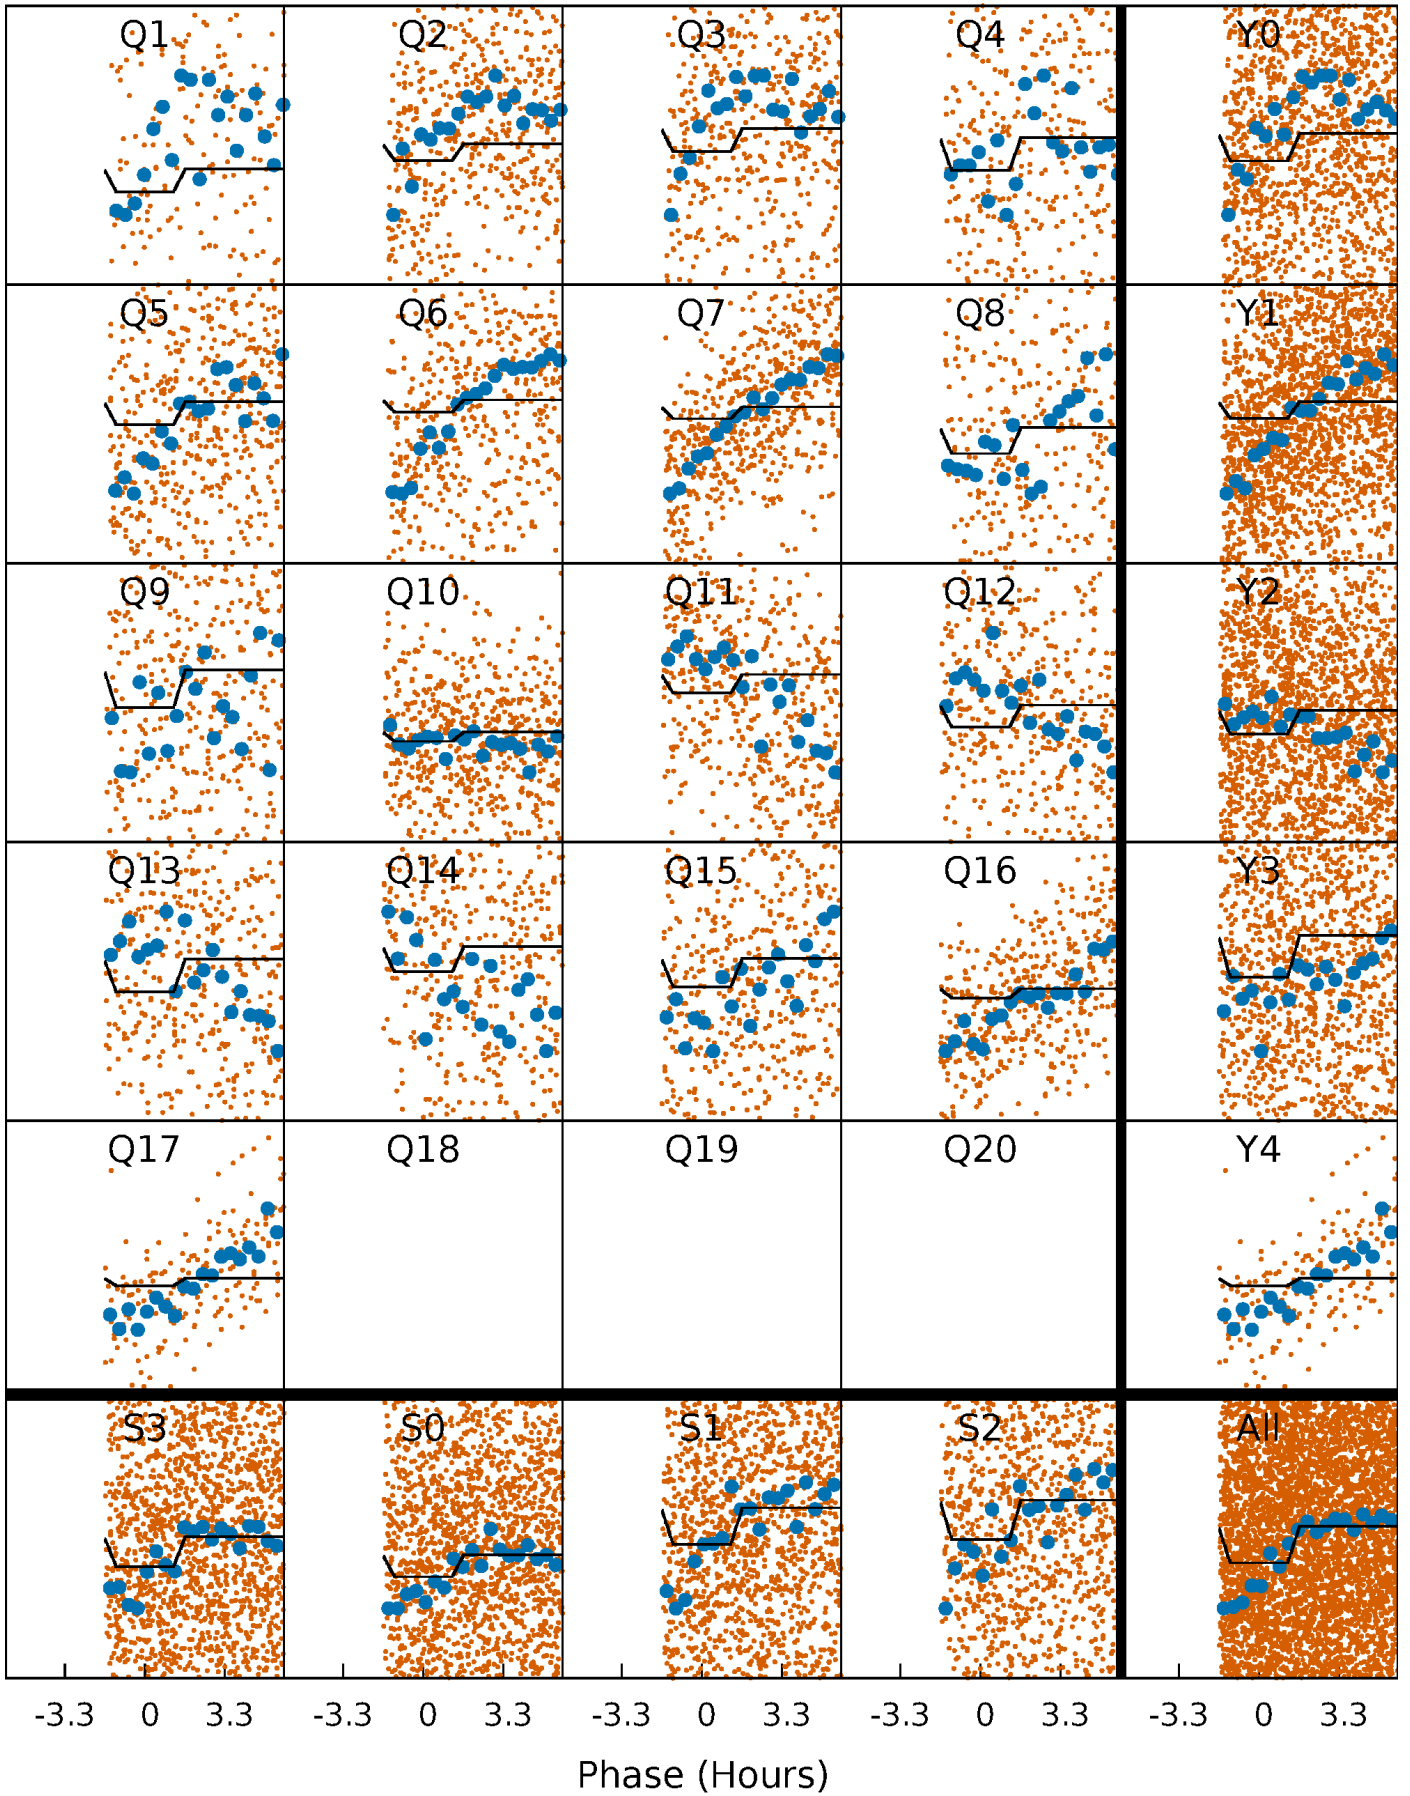 Q1 Q2 Q3 Q4 Y0
Q5 Q6 Q7 Q8 Y1
Q9 Q10 Q11 Q12 Y2
Q13 Q14 Q15 Q16 Y3
Q17 Q18 Q19 Q20 Y4
S3 S0 S1 S2 All
-3.3 0 3.3 -3.3 0 3.3 -3.3 0 3.3 -3.3 0 3.3 -3.3 0 3.3
Phase (Hours)